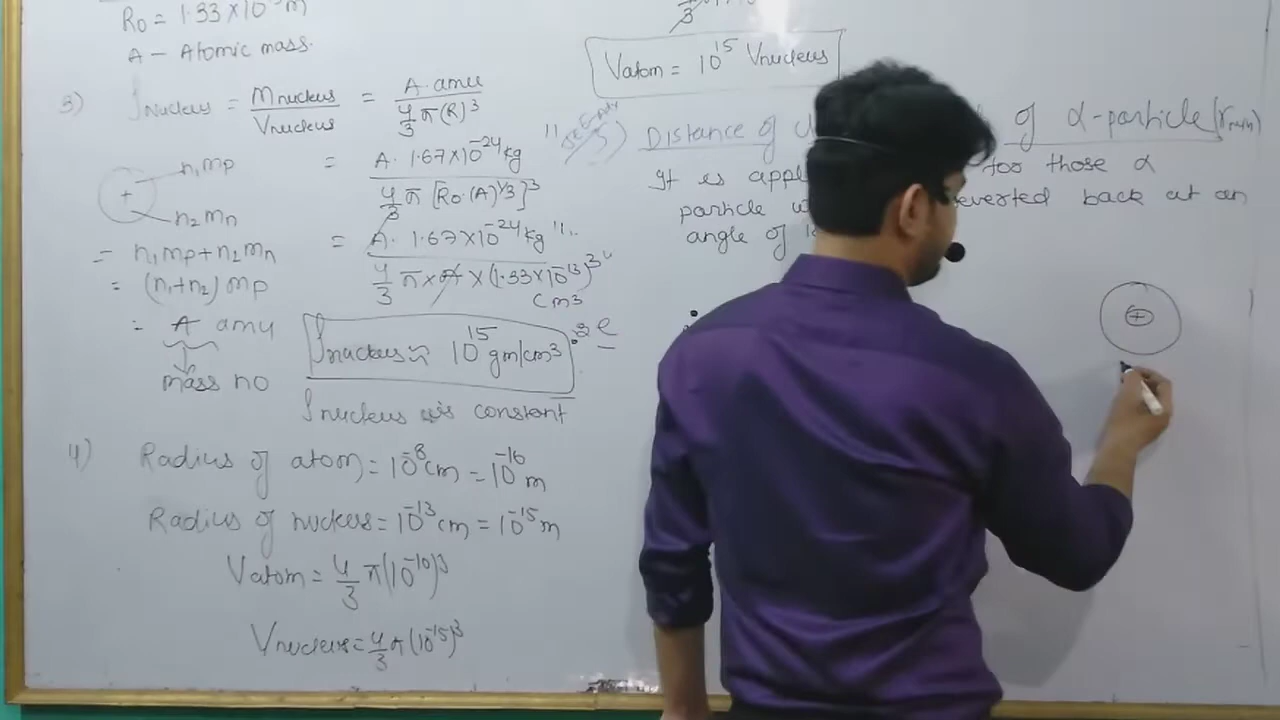 R₀ = 1.33 × 10 m
A – Atomic mass.
3) ρnucleus = Mnucleus / Vnucleus = A. amu / 4/3 π(R)³
+ n₁mp
n₂mn
= A. 1.67×10⁻²⁴ kg / 4/3 π [R₀.(A)^1/3]³
= n₁mp + n₂mn
= (n₁+n₂) mp
= A amu
mass no
= A. 1.67×10⁻²⁴ kg / 4/3 π × A × (1.33×10⁻¹³)³
cm³
ρnucleus ≈ 10¹⁵ gm/cm³
ρnucleus is constant
4) Radius of atom = 10⁻⁸ cm = 10⁻¹⁰ m
Radius of nucleus = 10⁻¹³ cm = 10⁻¹⁵ m
Vatom = 4/3 π(10⁻¹⁰)³
Vnucleus = 4/3 π(10⁻¹⁵)³
3
Vatom = 10¹⁵ Vnucleus
5) Distance of of α-particle (rmin)
It is those α
particle back at an
angle of
+